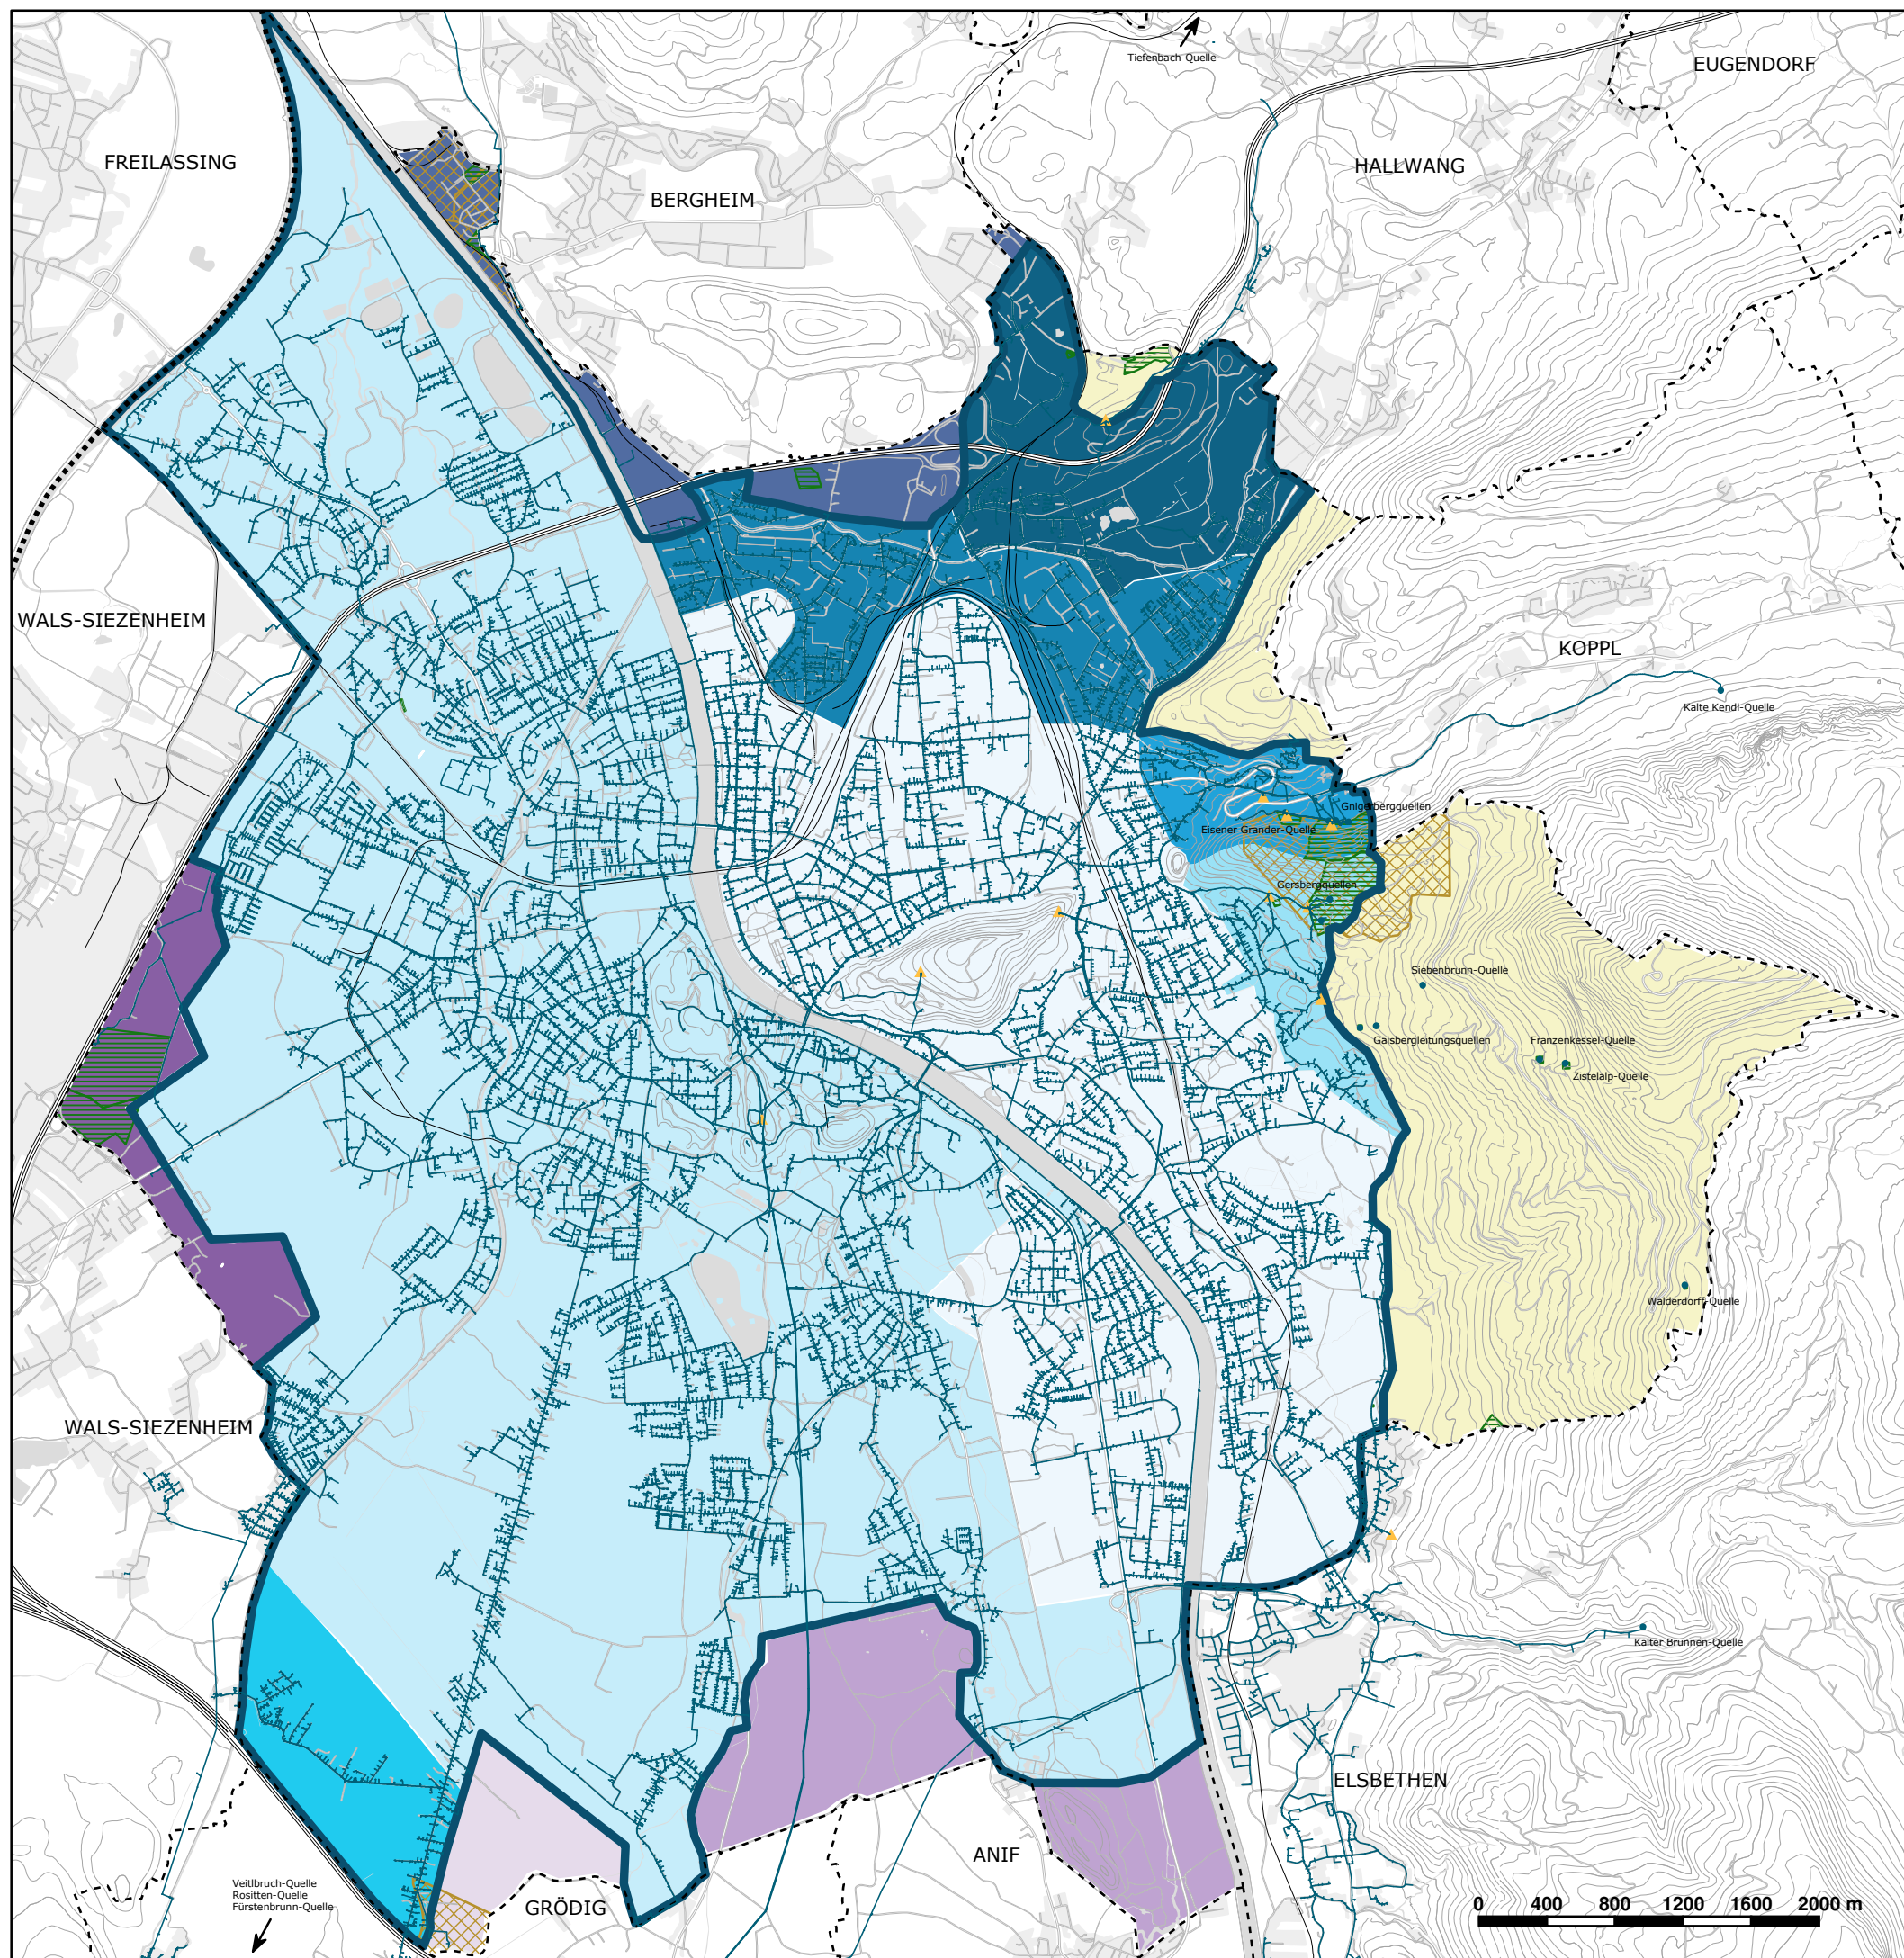 Tiefenbach-Quelle
EUGENDORF
FREILASSING
HALLWANG
BERGHEIM
WALS-SIEZENHEIM
KOPPL
Kalte Kendl-Quelle
Gnigerbergquellen
Eisener Grander-Quelle
Gersbergquellen
Siebenbrunn-Quelle
Gaisbergleitungsquellen
Franzenkessel-Quelle
Zistelalp-Quelle
Walderdorff-Quelle
WALS-SIEZENHEIM
Kalter Brunnen-Quelle
ELSBETHEN
ANIF
Veitlbruch-Quelle
Rositten-Quelle
Fürstenbrunn-Quelle
GRÖDIG
0 400 800 1200 1600 2000 m